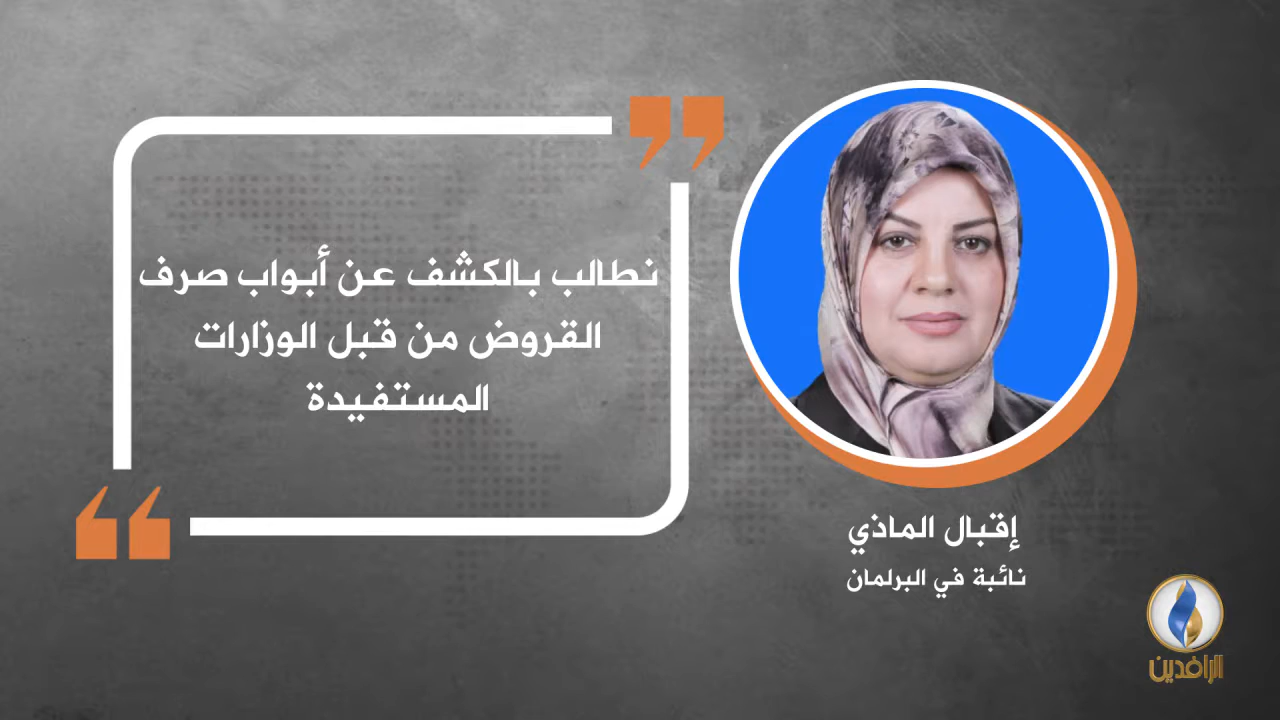 نطالب بالكشف عن أبواب صرف
القروض من قبل الوزارات
المستفيدة
إقبال الماذي
نائبة في البرلمان
الرافدين